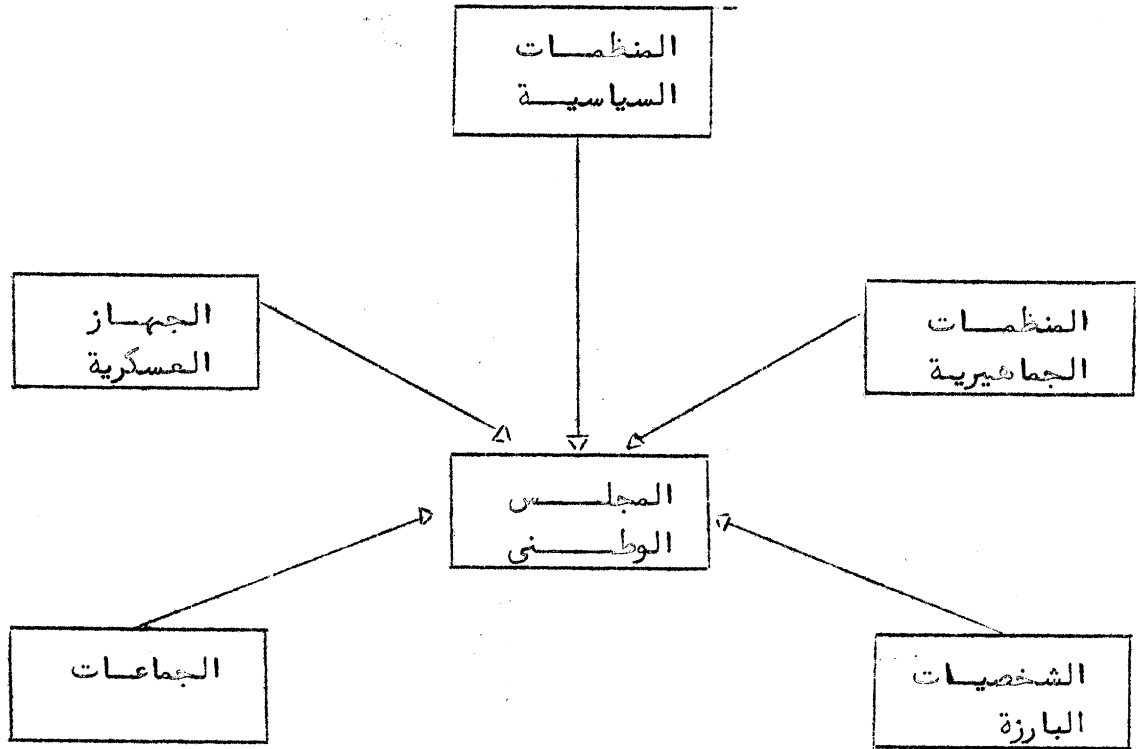 المنظمات
السياسية
المنظمات
الجماهيرية
الجهاز
العسكرية
المجلس
الوطنى
الشخصيات
البارزة
الجماعات